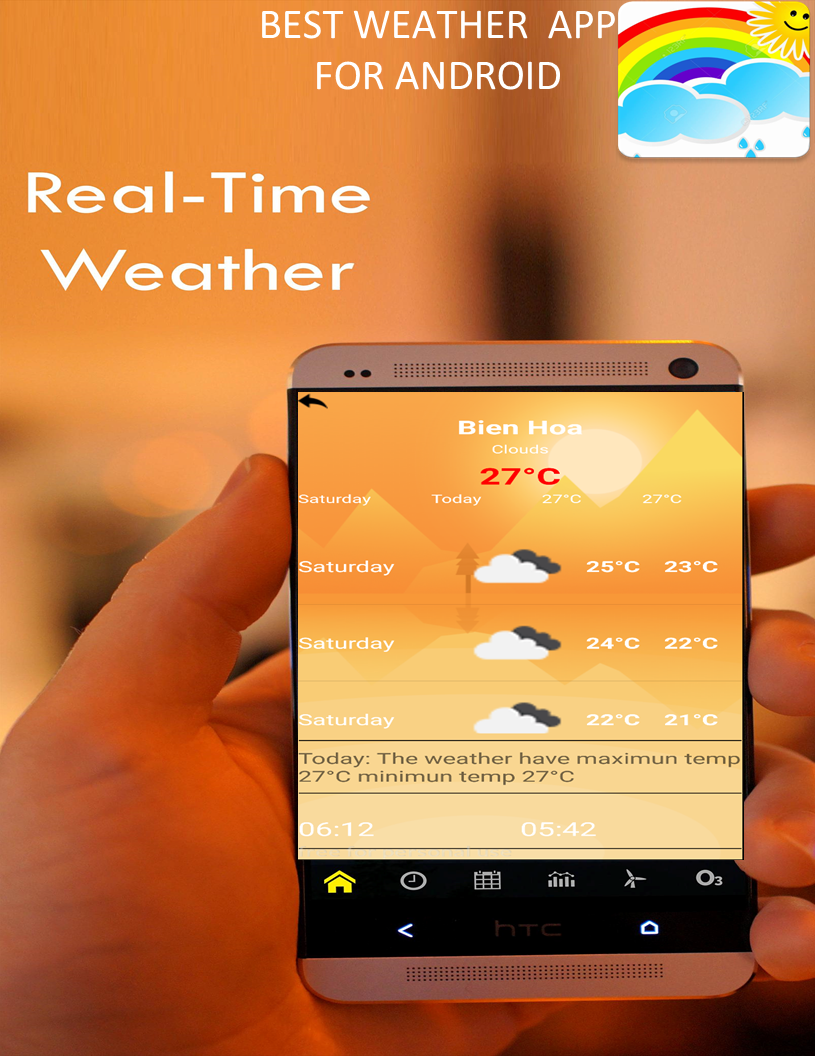 BEST WEATHER APP
FOR ANDROID
Real-Time
Weather
Bien Hoa
Clouds
27°C
Saturday Today 27°C 27°C
Saturday 25°C 23°C
Saturday 24°C 22°C
Saturday 22°C 21°C
Today: The weather have maximun temp
27°C minimun temp 27°C
06:12 05:42
O3
hTC